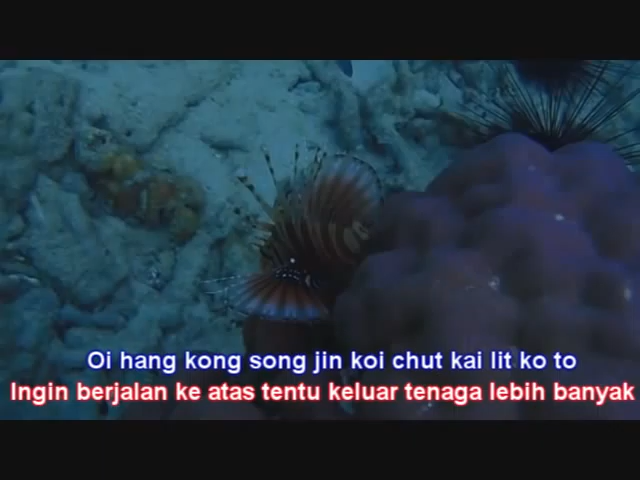 Oi hang kong song jin koi chut kai lit ko to
Ingin berjalan ke atas tentu keluar tenaga lebih banyak